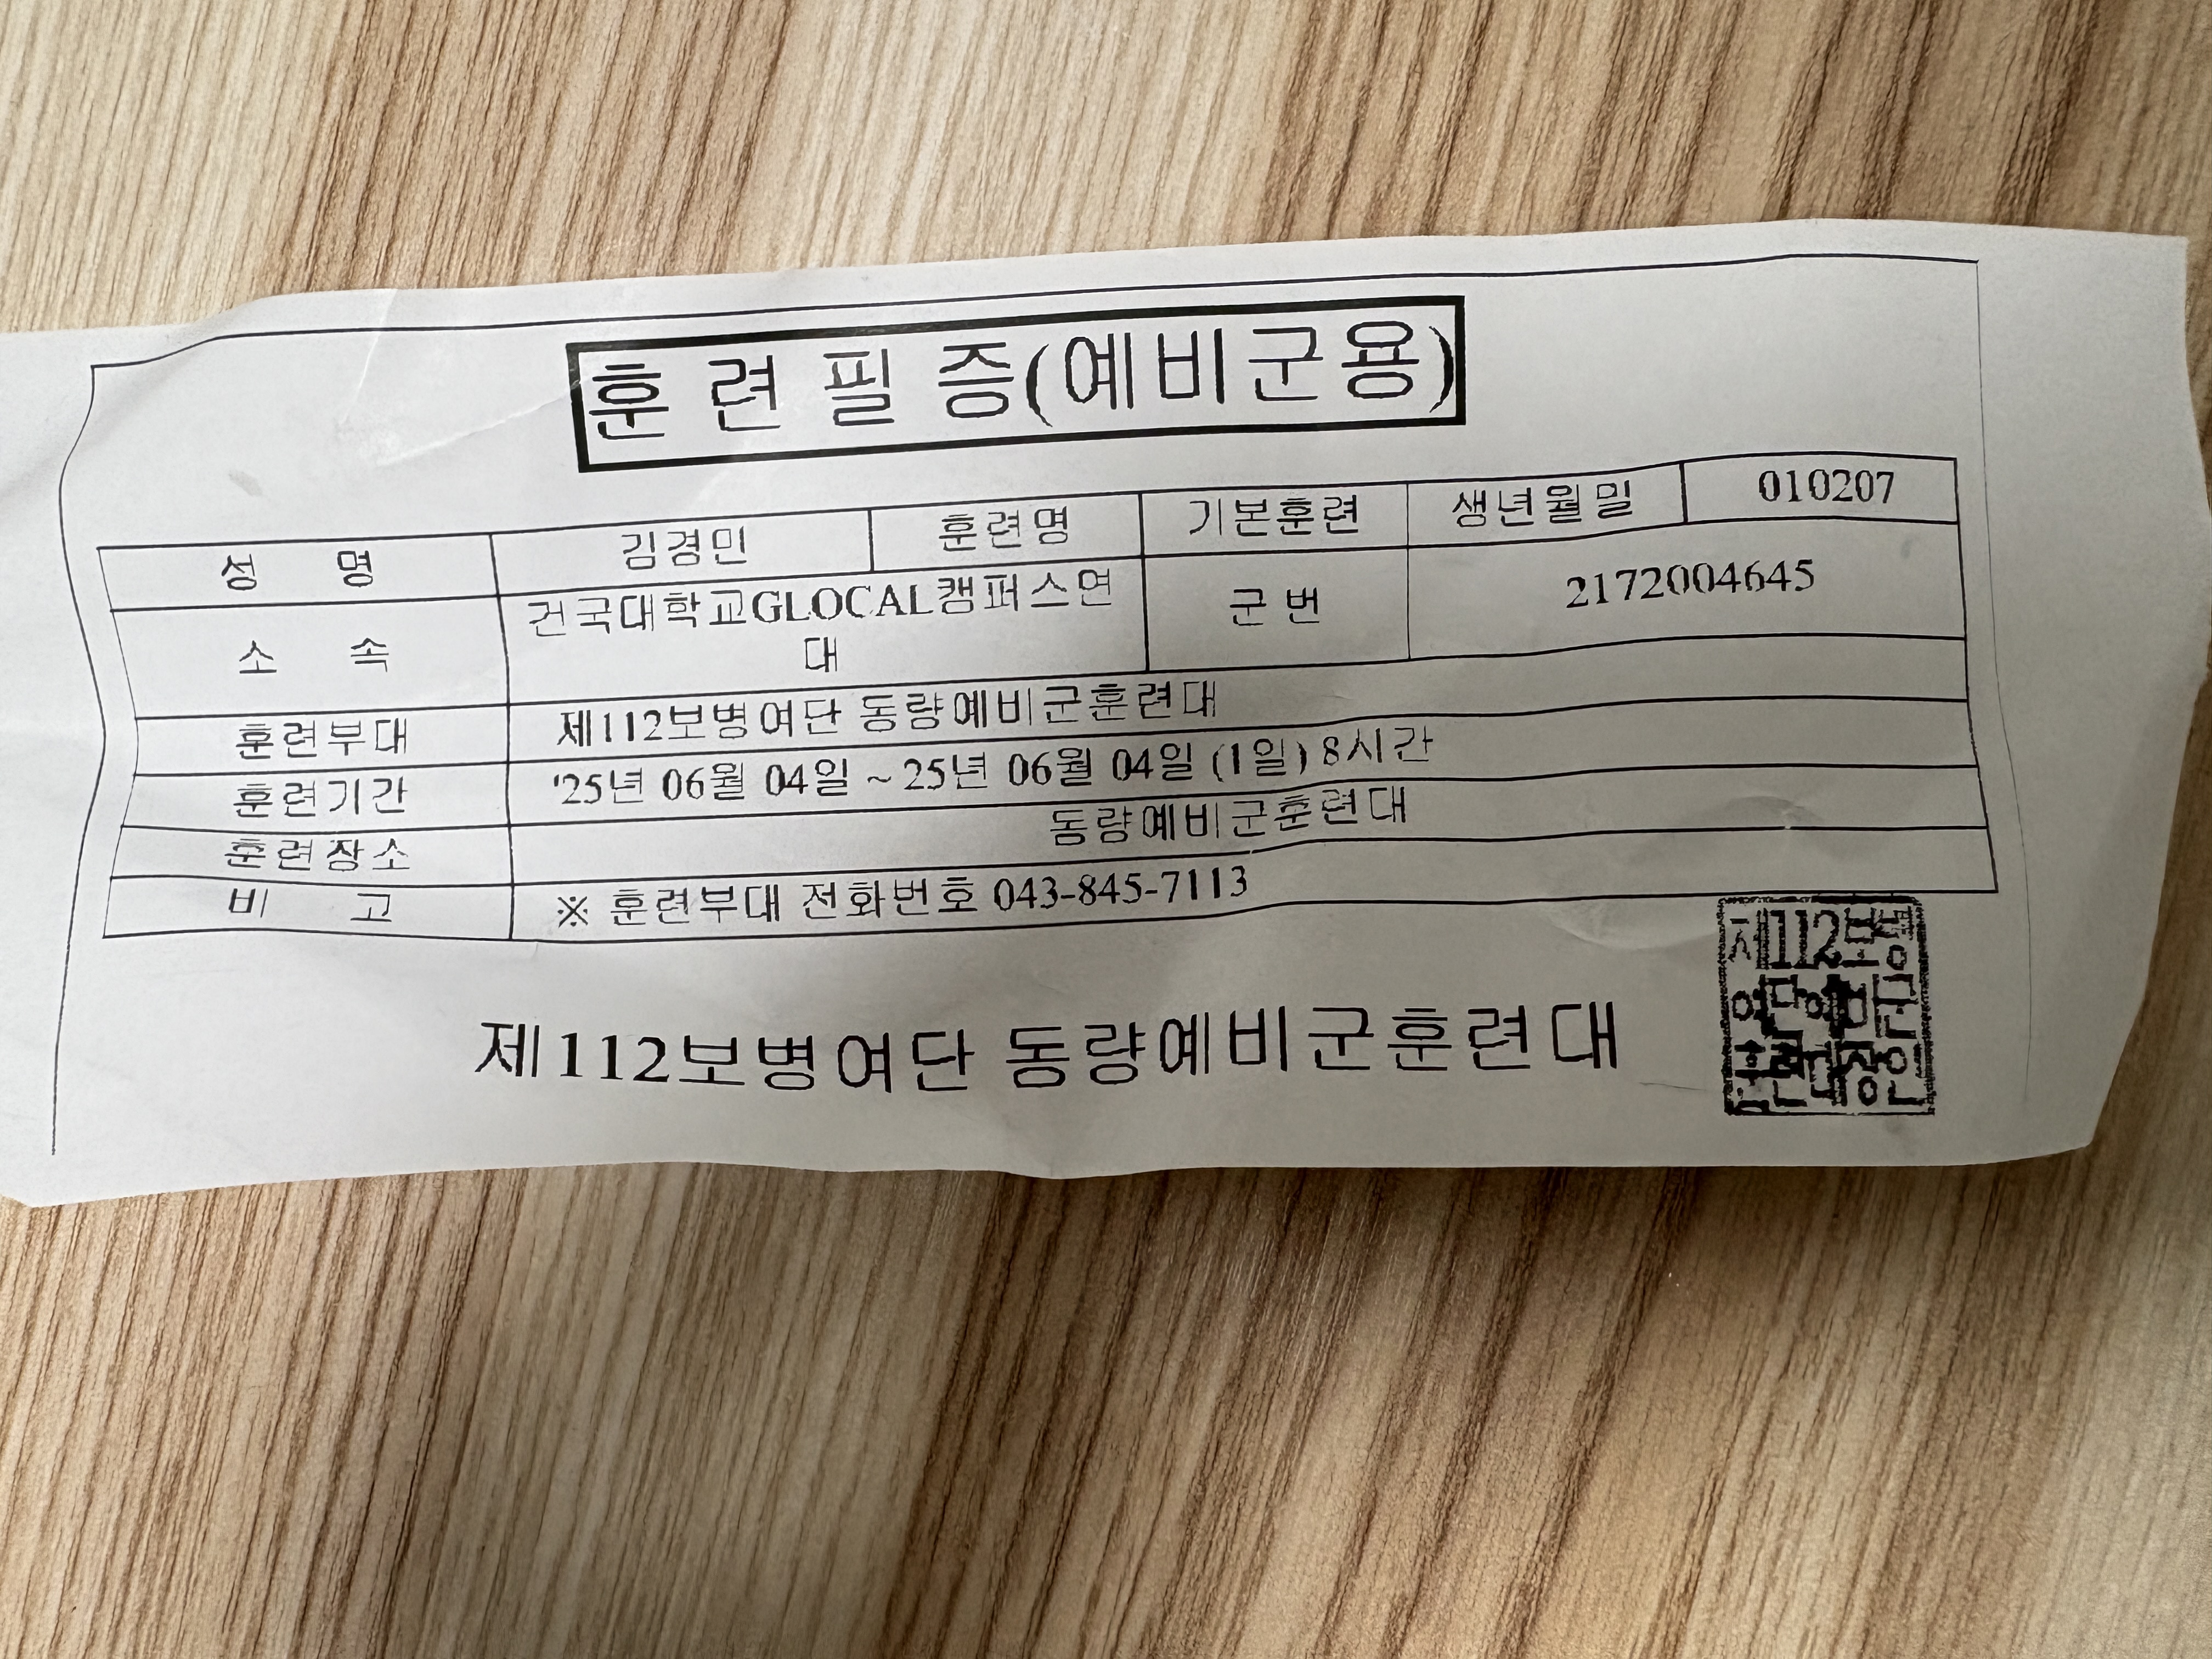 훈 련 필 증(예비군용)
성 명 김경민 훈련명 기본훈련 생년월일 010207
소 속 건국대학교GLOCAL캠퍼스연대 군번 2172004645
훈련부대 제112보병여단 동량예비군훈련대
훈련기간 '25년 06월 04일 ~ 25년 06월 04일 (1일) 8시간
훈련장소 동량예비군훈련대
비 고 ※ 훈련부대 전화번호 043-845-7113
제112보병여단 동량예비군훈련대
제112보병
여단예비군
훈련대장인